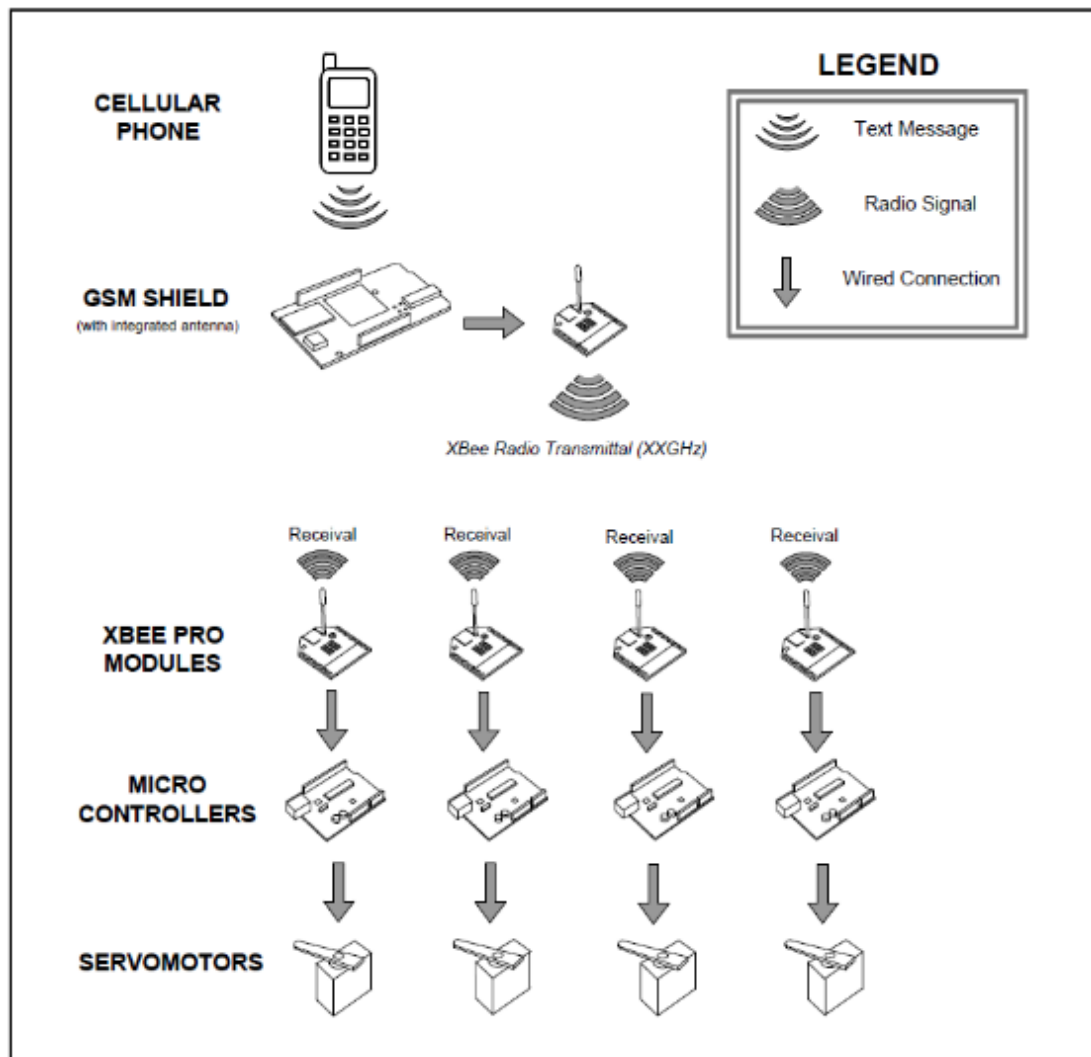 LEGEND
CELLULAR
PHONE
Text Message
Radio Signal
Wired Connection
GSM SHIELD
(with integrated antenna)
XBee Radio Transmittal (XXGHz)
Receival Receival Receival Receival
XBEE PRO
MODULES
MICRO
CONTROLLERS
SERVOMOTORS